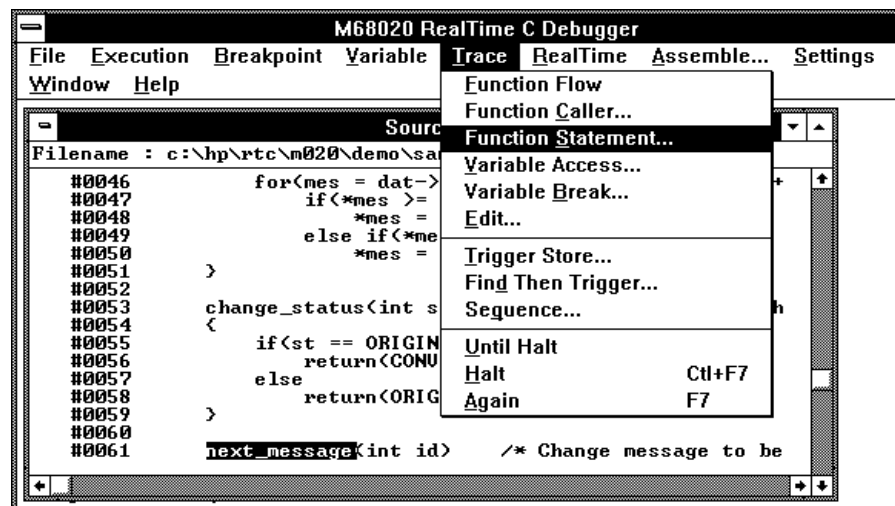 M68020 RealTime C Debugger
File Execution Breakpoint Variable Trace RealTime Assemble... Settings
Window Help
Function Flow
Function Caller...
Function Statement...
Variable Access...
Variable Break...
Edit...
Trigger Store...
Find Then Trigger...
Sequence...
Until Halt
Halt Ctl+F7
Again F7
Sourc
Filename : c:\hp\rtc\m020\demo\sa
#0046 for(mes = dat-> +
#0047 if(*mes >=
#0048 *mes =
#0049 else if(*me
#0050 *mes =
#0051 }
#0052
#0053 change_status(int s h
#0054 {
#0055 if(st == ORIGIN
#0056 return(CONV
#0057 else
#0058 return(ORIG
#0059 }
#0060
#0061 next_message(int id) /* Change message to be